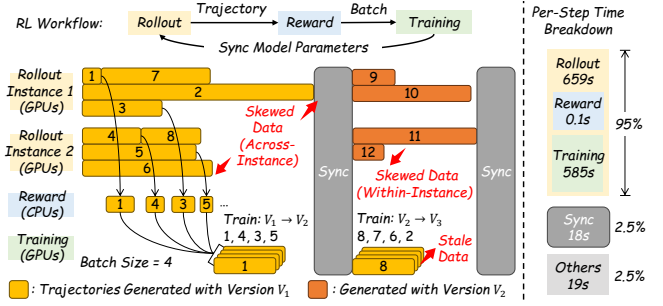 RL Workflow:
Rollout
Trajectory
Reward
Batch
Training
Sync Model Parameters
Rollout
Instance 1
(GPUs)
1
7
2
3
Rollout
Instance 2
(GPUs)
4
8
5
6
Skewed
Data
(Across-
Instance)
Sync
9
10
11
12
Skewed Data
(Within-Instance)
Sync
Reward
(CPUs)
1
4
3
5
...
Training
(GPUs)
Train: V₁ → V₂
1, 4, 3, 5
Batch Size = 4
1
Train: V₂ → V₃
8, 7, 6, 2
Stale
Data
8
: Trajectories Generated with Version V₁
: Generated with Version V₂
Per-Step Time
Breakdown
Rollout
659s
Reward
0.1s
Training
585s
95%
Sync
18s
2.5%
Others
19s
2.5%